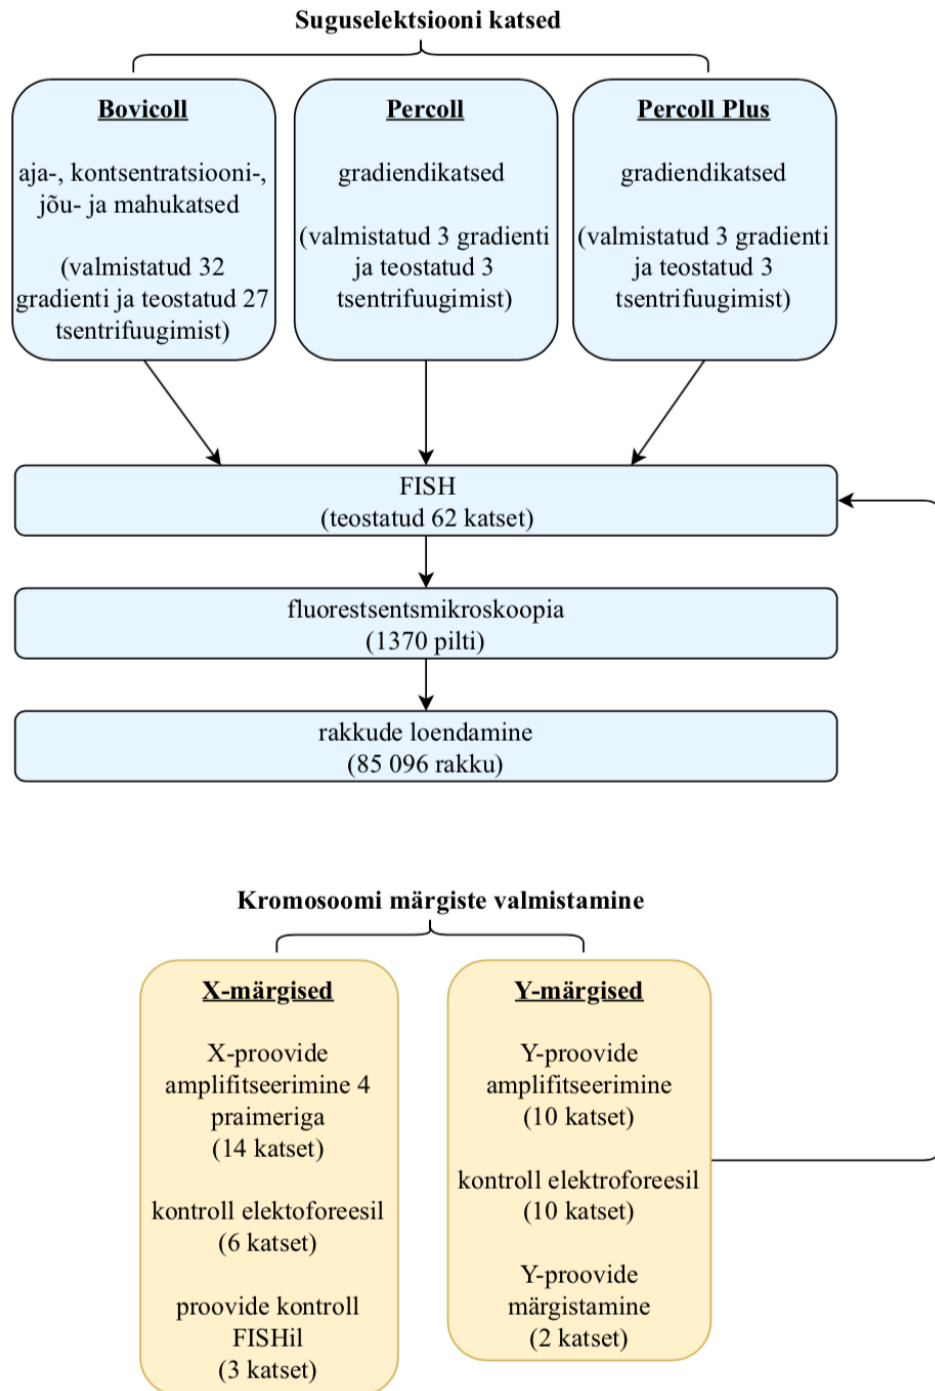 Suguselektsiooni katsed
Bovicoll
aja-, kontsentratsiooni-,
jõu- ja mahukatsed
(valmistatud 32
gradienti ja teostatud 27
tsentrifuugimist)
Percoll
gradiendikatsed
(valmistatud 3 gradienti
ja teostatud 3
tsentrifuugimist)
Percoll Plus
gradiendikatsed
(valmistatud 3 gradienti
ja teostatud 3
tsentrifuugimist)
FISH
(teostatud 62 katset)
fluorestsentsmikroskoopia
(1370 pilti)
rakkude loendamine
(85 096 rakku)
Kromosoomi märgiste valmistamine
X-märgised
X-proovide
amplifitseerimine 4
praimeriga
(14 katset)
kontroll elektoforeesil
(6 katset)
proovide kontroll
FISHil
(3 katset)
Y-märgised
Y-proovide
amplifitseerimine
(10 katset)
kontroll elektroforeesil
(10 katset)
Y-proovide
märgistamine
(2 katset)